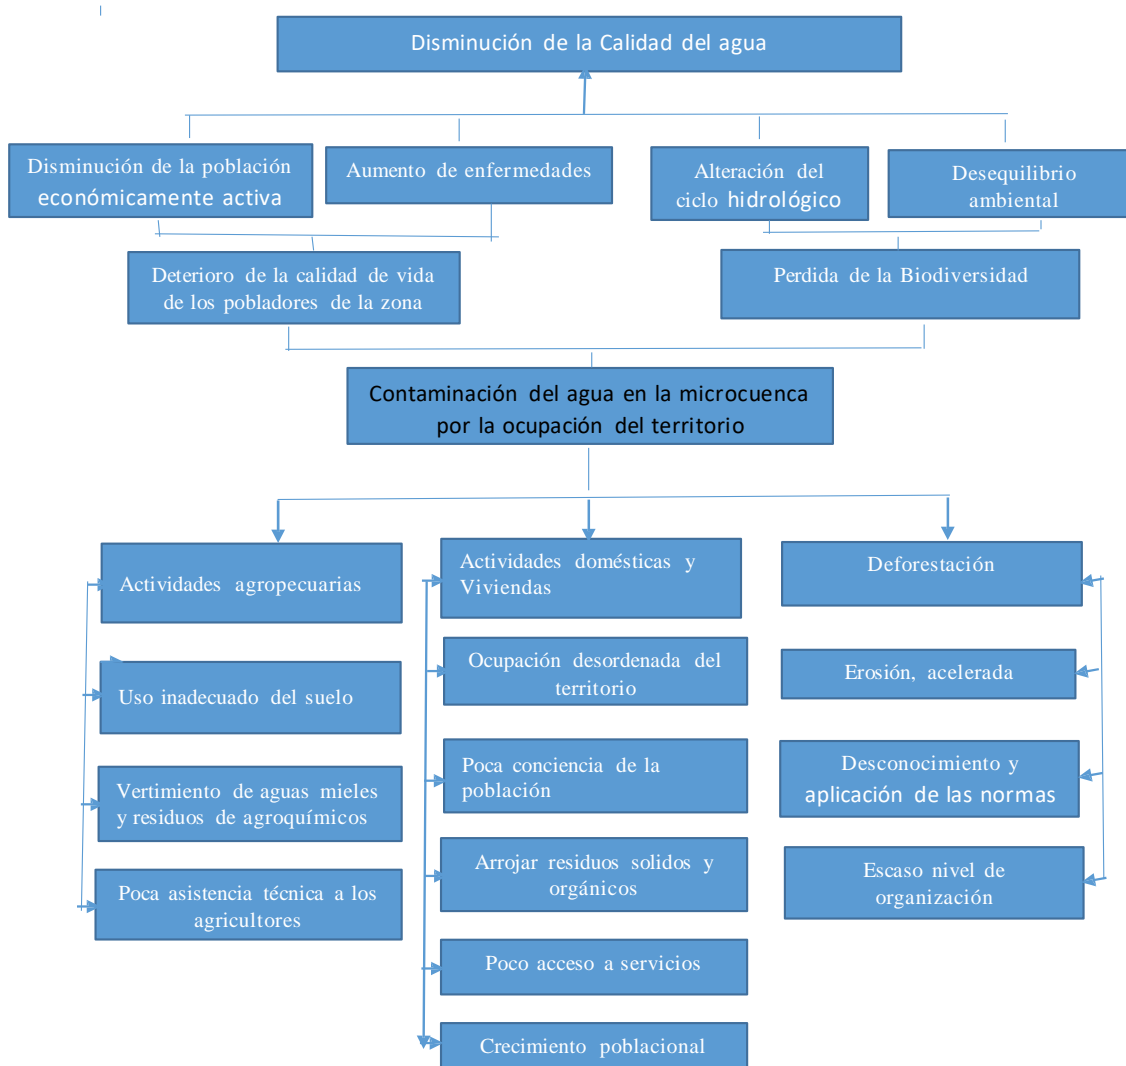 Disminución de la Calidad del agua
Disminución de la población
económicamente activa
Aumento de enfermedades
Alteración del
ciclo hidrológico
Desequilibrio
ambiental
Deterioro de la calidad de vida
de los pobladores de la zona
Perdida de la Biodiversidad
Contaminación del agua en la microcuenca
por la ocupación del territorio
Actividades agropecuarias
Actividades domésticas y
Viviendas
Deforestación
Uso inadecuado del suelo
Ocupación desordenada del
territorio
Erosión, acelerada
Vertimiento de aguas mieles
y residuos de agroquímicos
Poca conciencia de la
población
Desconocimiento y
aplicación de las normas
Poca asistencia técnica a los
agricultores
Arrojar residuos solidos y
orgánicos
Escaso nivel de
organización
Poco acceso a servicios
Crecimiento poblacional